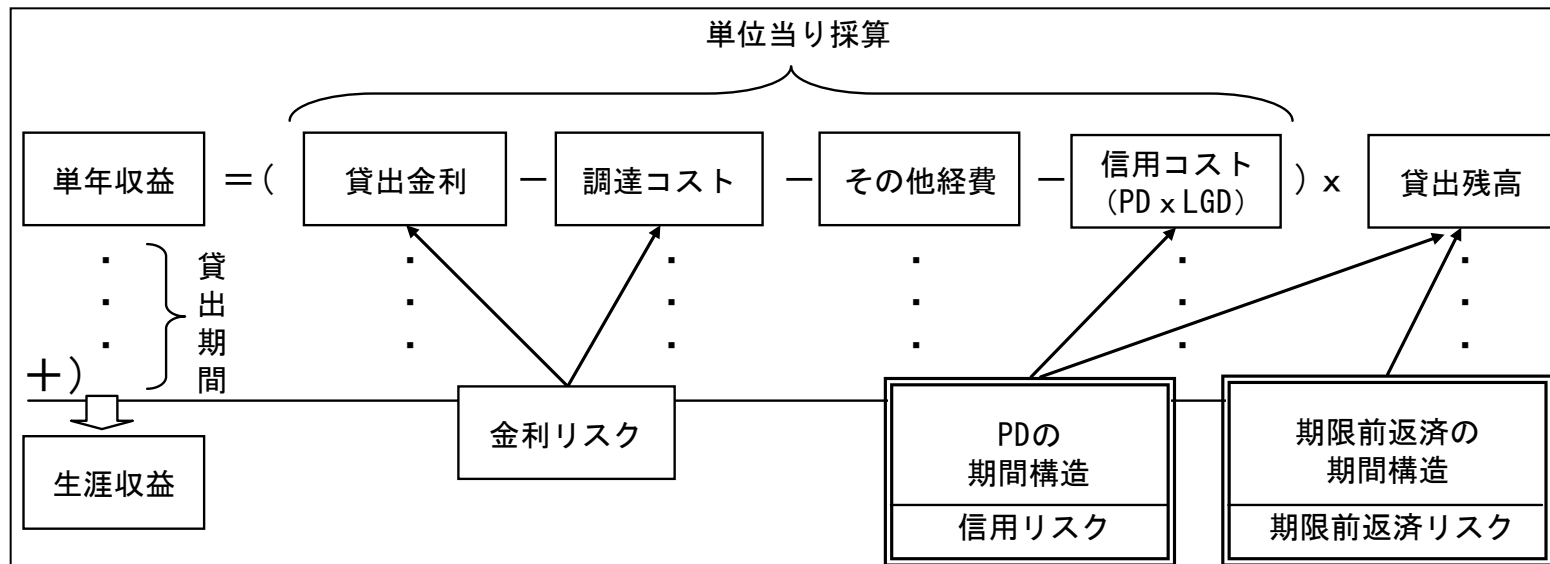 単位当り採算
単年収益 =( 貸出金利 － 調達コスト － その他経費 － 信用コスト (PDxLGD) )x 貸出残高
・ ・ ・ ・ ・ ・
・ ・ ・ ・ ・ ・
・ ・ ・ ・ ・ ・
貸出期間
＋)
金利リスク
PDの
期間構造
信用リスク
期限前返済の
期間構造
期限前返済リスク
生涯収益